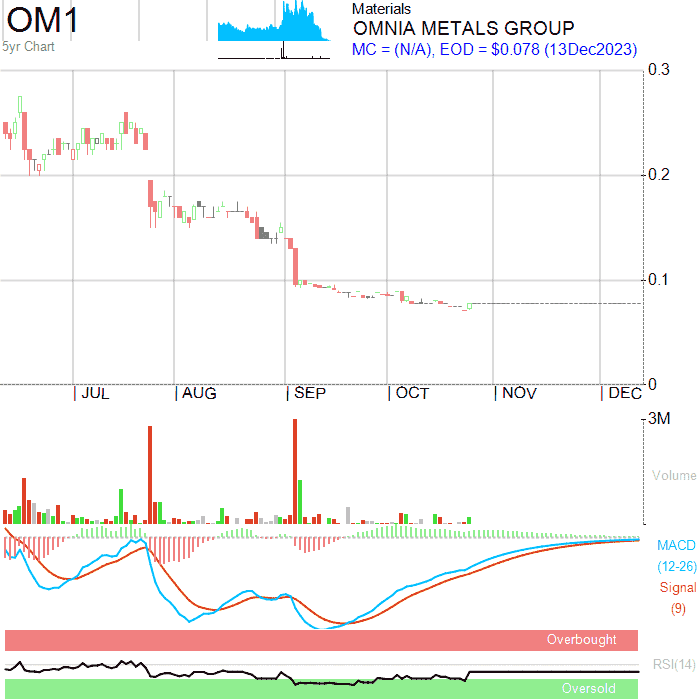 OM1
5yr Chart
Materials
OMNIA METALS GROUP
MC = (N/A), EOD = $0.078 (13Dec2023)
0.3
0.2
0.1
0
JUL AUG SEP OCT NOV DEC
3M
Volume
MACD
(12-26)
Signal
(9)
Overbought
RSI(14)
Oversold